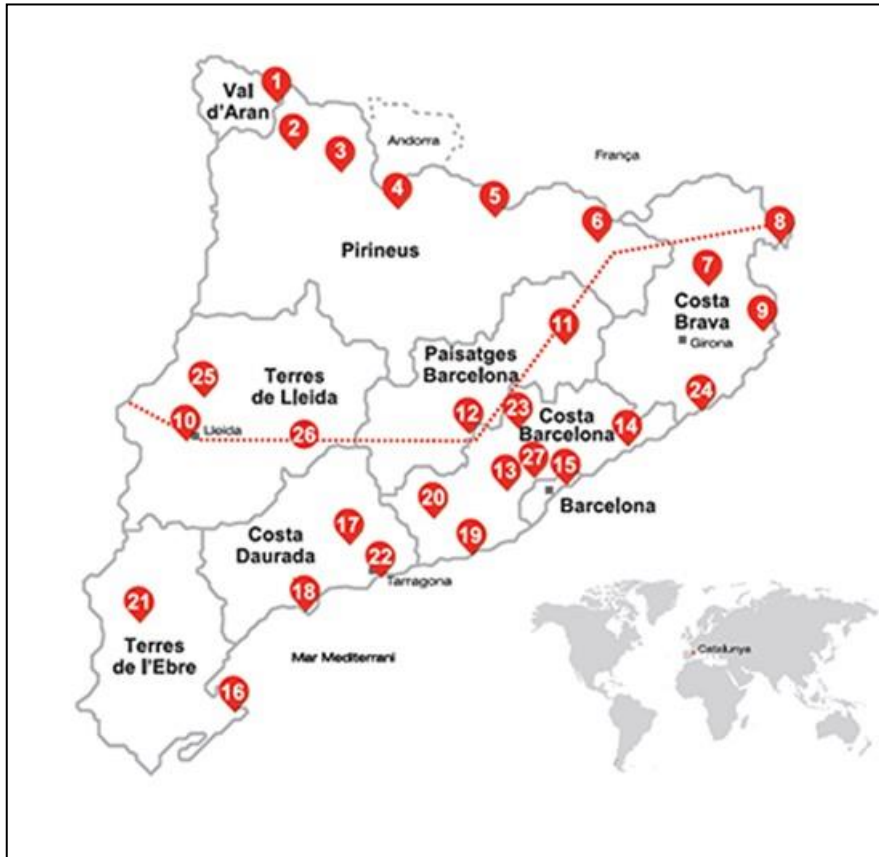 1
Val
d'Aran
2
3
Andorra
França
4
5
6
8
Pirineus
7
9
Costa
Brava
Girona
11
Paisatges
Barcelona
25
Terres
de Lleida
24
10
Lleida
26
12
23
Costa
Barcelona
14
13
27
15
20
Barcelona
17
Costa
Daurada
19
22
Tarragona
18
21
Terres
de l'Ebre
Mar Mediterrani
Catalunya
16